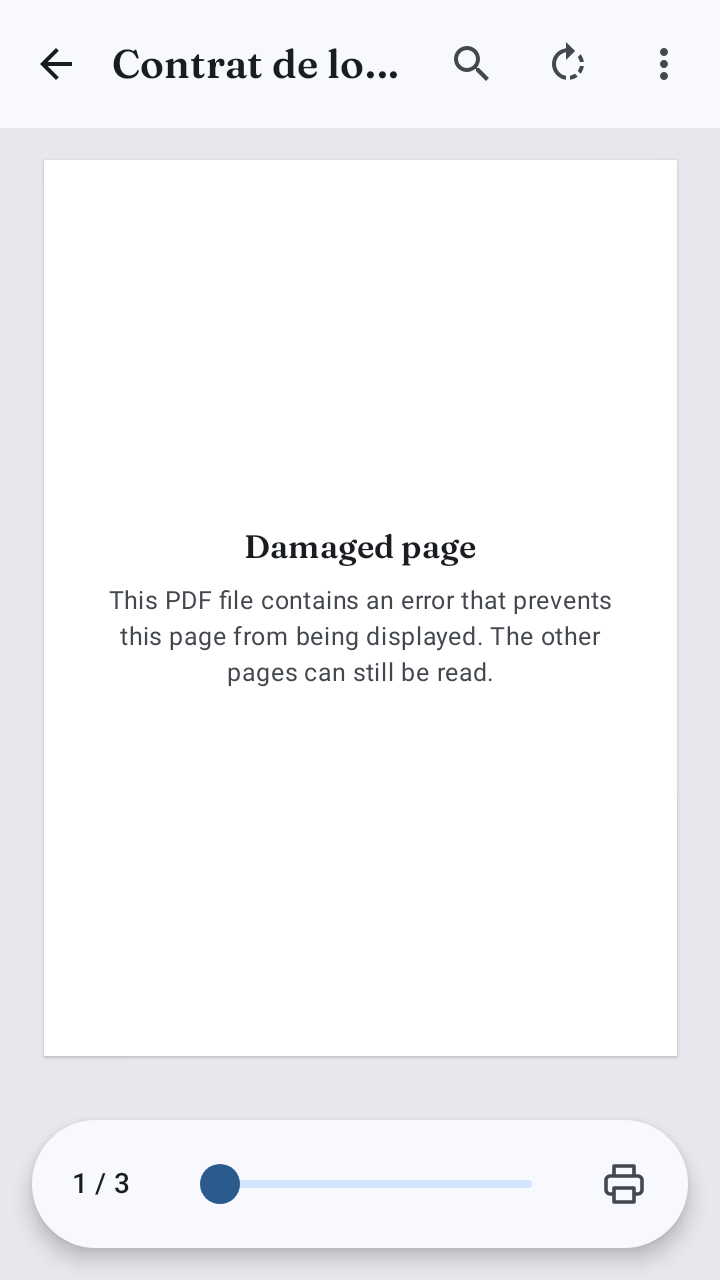 Contrat de lo...
Damaged page
This PDF file contains an error that prevents
this page from being displayed. The other
pages can still be read.
1 / 3